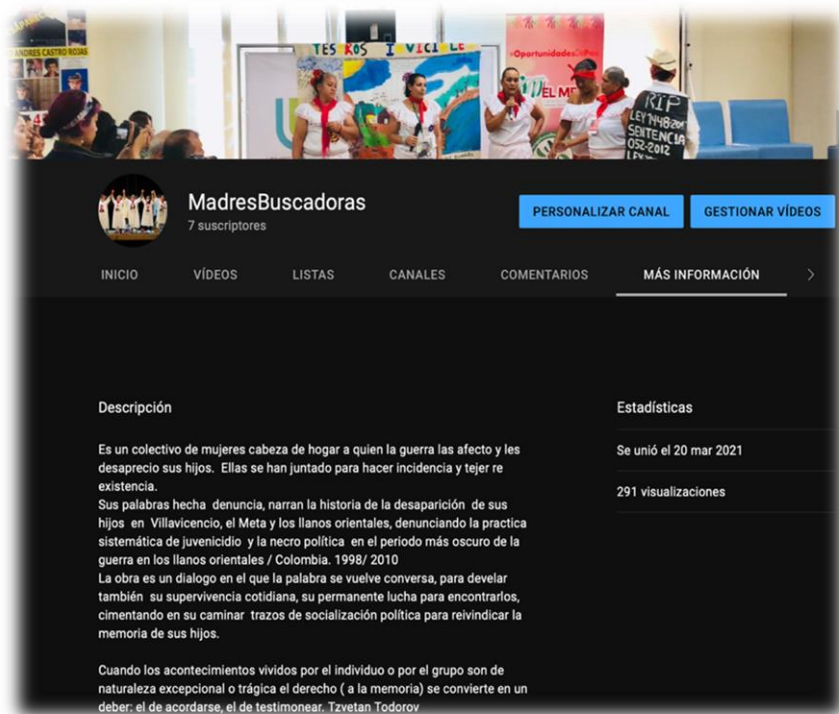 ANDRES CASTRO ROJAS
TES ROS I VICI LE
+OportunidadesDePaz
EL ME
RIP
LEY 1448-201
SENTENCIA
052-2012
LEY
MadresBuscadoras
7 suscriptores
PERSONALIZAR CANAL
GESTIONAR VÍDEOS
INICIO VÍDEOS LISTAS CANALES COMENTARIOS MÁS INFORMACIÓN >
Descripción
Estadísticas
Es un colectivo de mujeres cabeza de hogar a quien la guerra las afecto y les
desaprecio sus hijos. Ellas se han juntado para hacer incidencia y tejer re
existencia.
Sus palabras hecha denuncia, narran la historia de la desaparición de sus
hijos en Villavicencio, el Meta y los llanos orientales, denunciando la practica
sistemática de juvenicidio y la necro política en el periodo más oscuro de la
guerra en los llanos orientales / Colombia. 1998/ 2010
La obra es un dialogo en el que la palabra se vuelve conversa, para develar
también su supervivencia cotidiana, su permanente lucha para encontrarlos,
cimentando en su caminar trazos de socialización política para reivindicar la
memoria de sus hijos.
Cuando los acontecimientos vividos por el individuo o por el grupo son de
naturaleza excepcional o trágica el derecho ( a la memoria) se convierte en un
deber: el de acordarse, el de testimonear. Tzvetan Todorov
Se unió el 20 mar 2021
291 visualizaciones